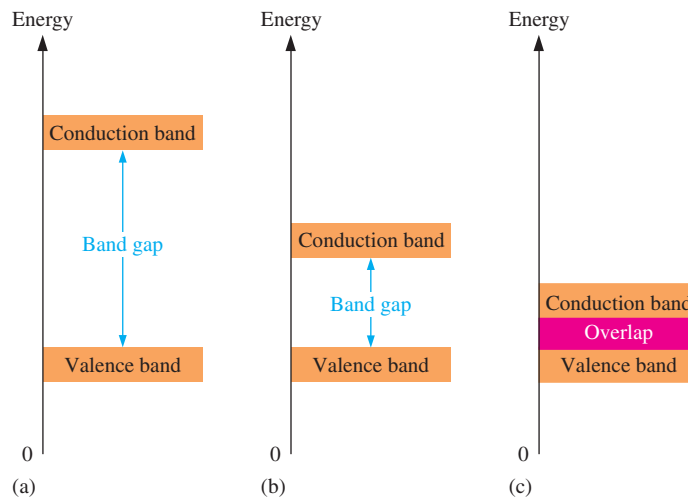 Energy
Conduction band
Band gap
Valence band
0
(a)
Energy
Conduction band
Band gap
Valence band
0
(b)
Energy
Conduction band
Overlap
Valence band
0
(c)